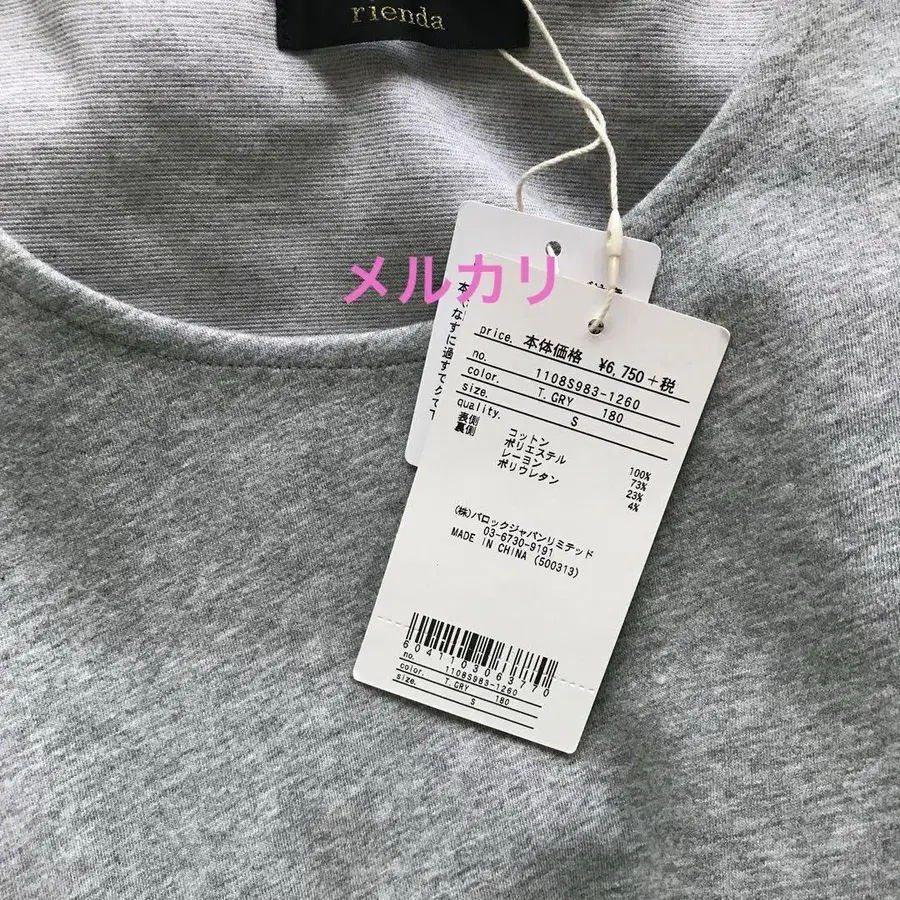 rienda
メルカリ
price. 本体価格 ¥6,750+税
no. 1108S983-1260
color. T.GRY 180
size. S
quality.
表側 コットン 100%
裏側 ポリエステル 73%
レーヨン 23%
ポリウレタン 4%
(株)バロックジャパンリミテッド
03-6730-9191
MADE IN CHINA (500313)
6041103063770
no. 1108S983-1260
color. T.GRY 180
size. S